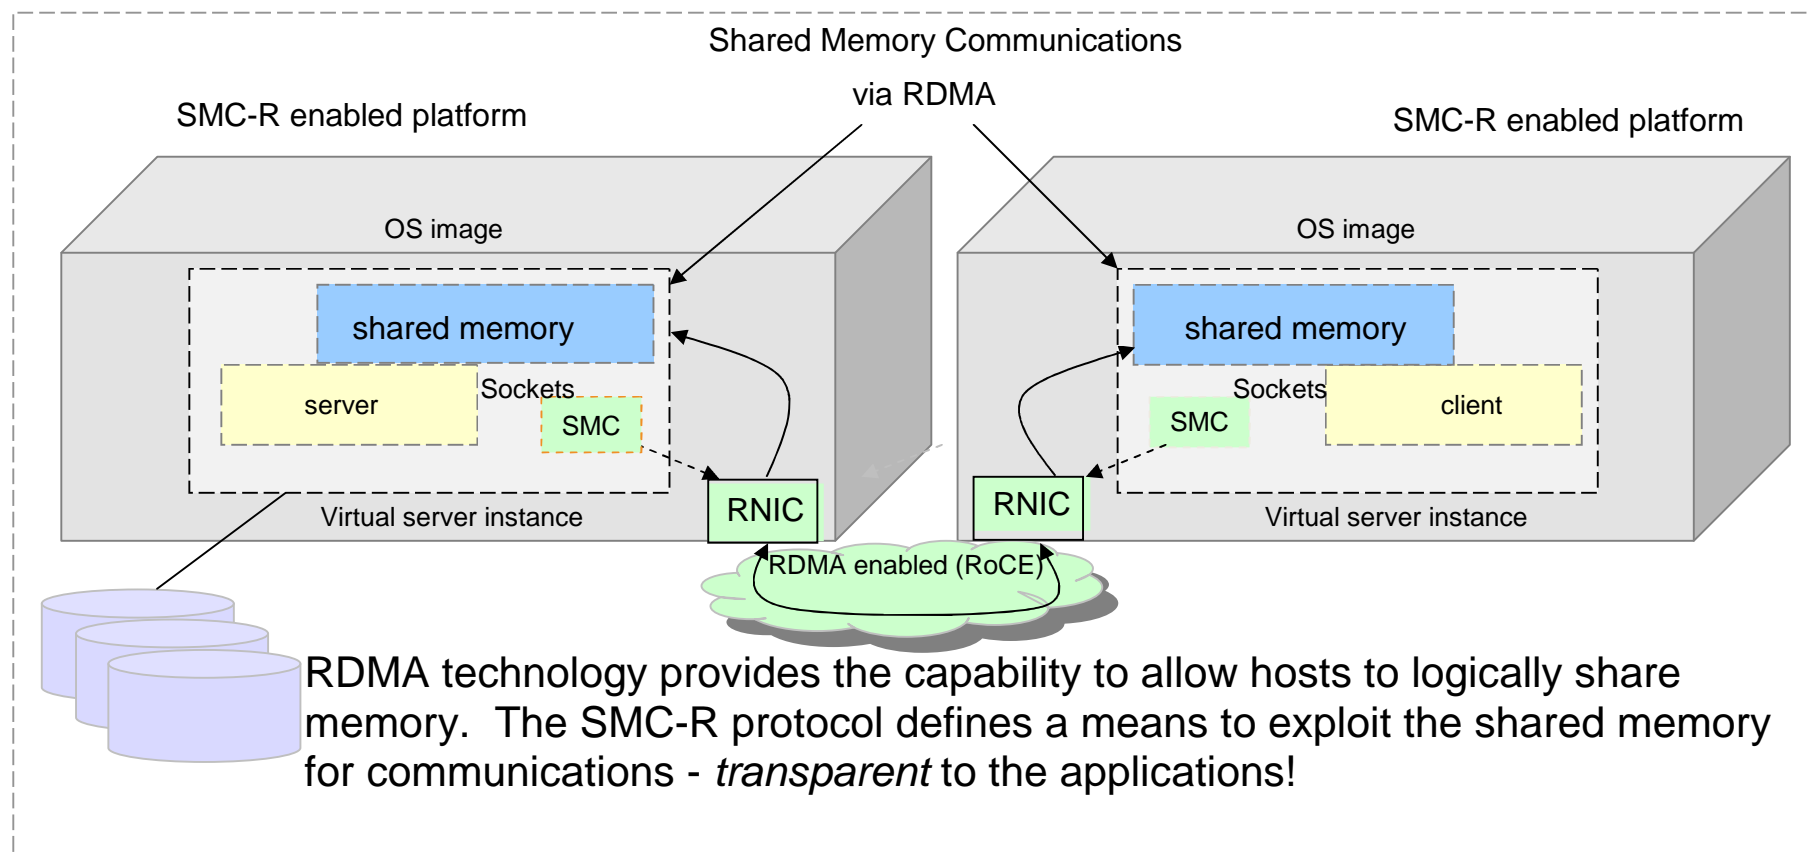 Shared Memory Communications
via RDMA
SMC-R enabled platform
SMC-R enabled platform
OS image
OS image
shared memory
shared memory
Sockets
Sockets
server
client
SMC
SMC
RNIC
RNIC
Virtual server instance
Virtual server instance
RDMA enabled (RoCE)
RDMA technology provides the capability to allow hosts to logically share
memory.  The SMC-R protocol defines a means to exploit the shared memory
for communications - transparent to the applications!